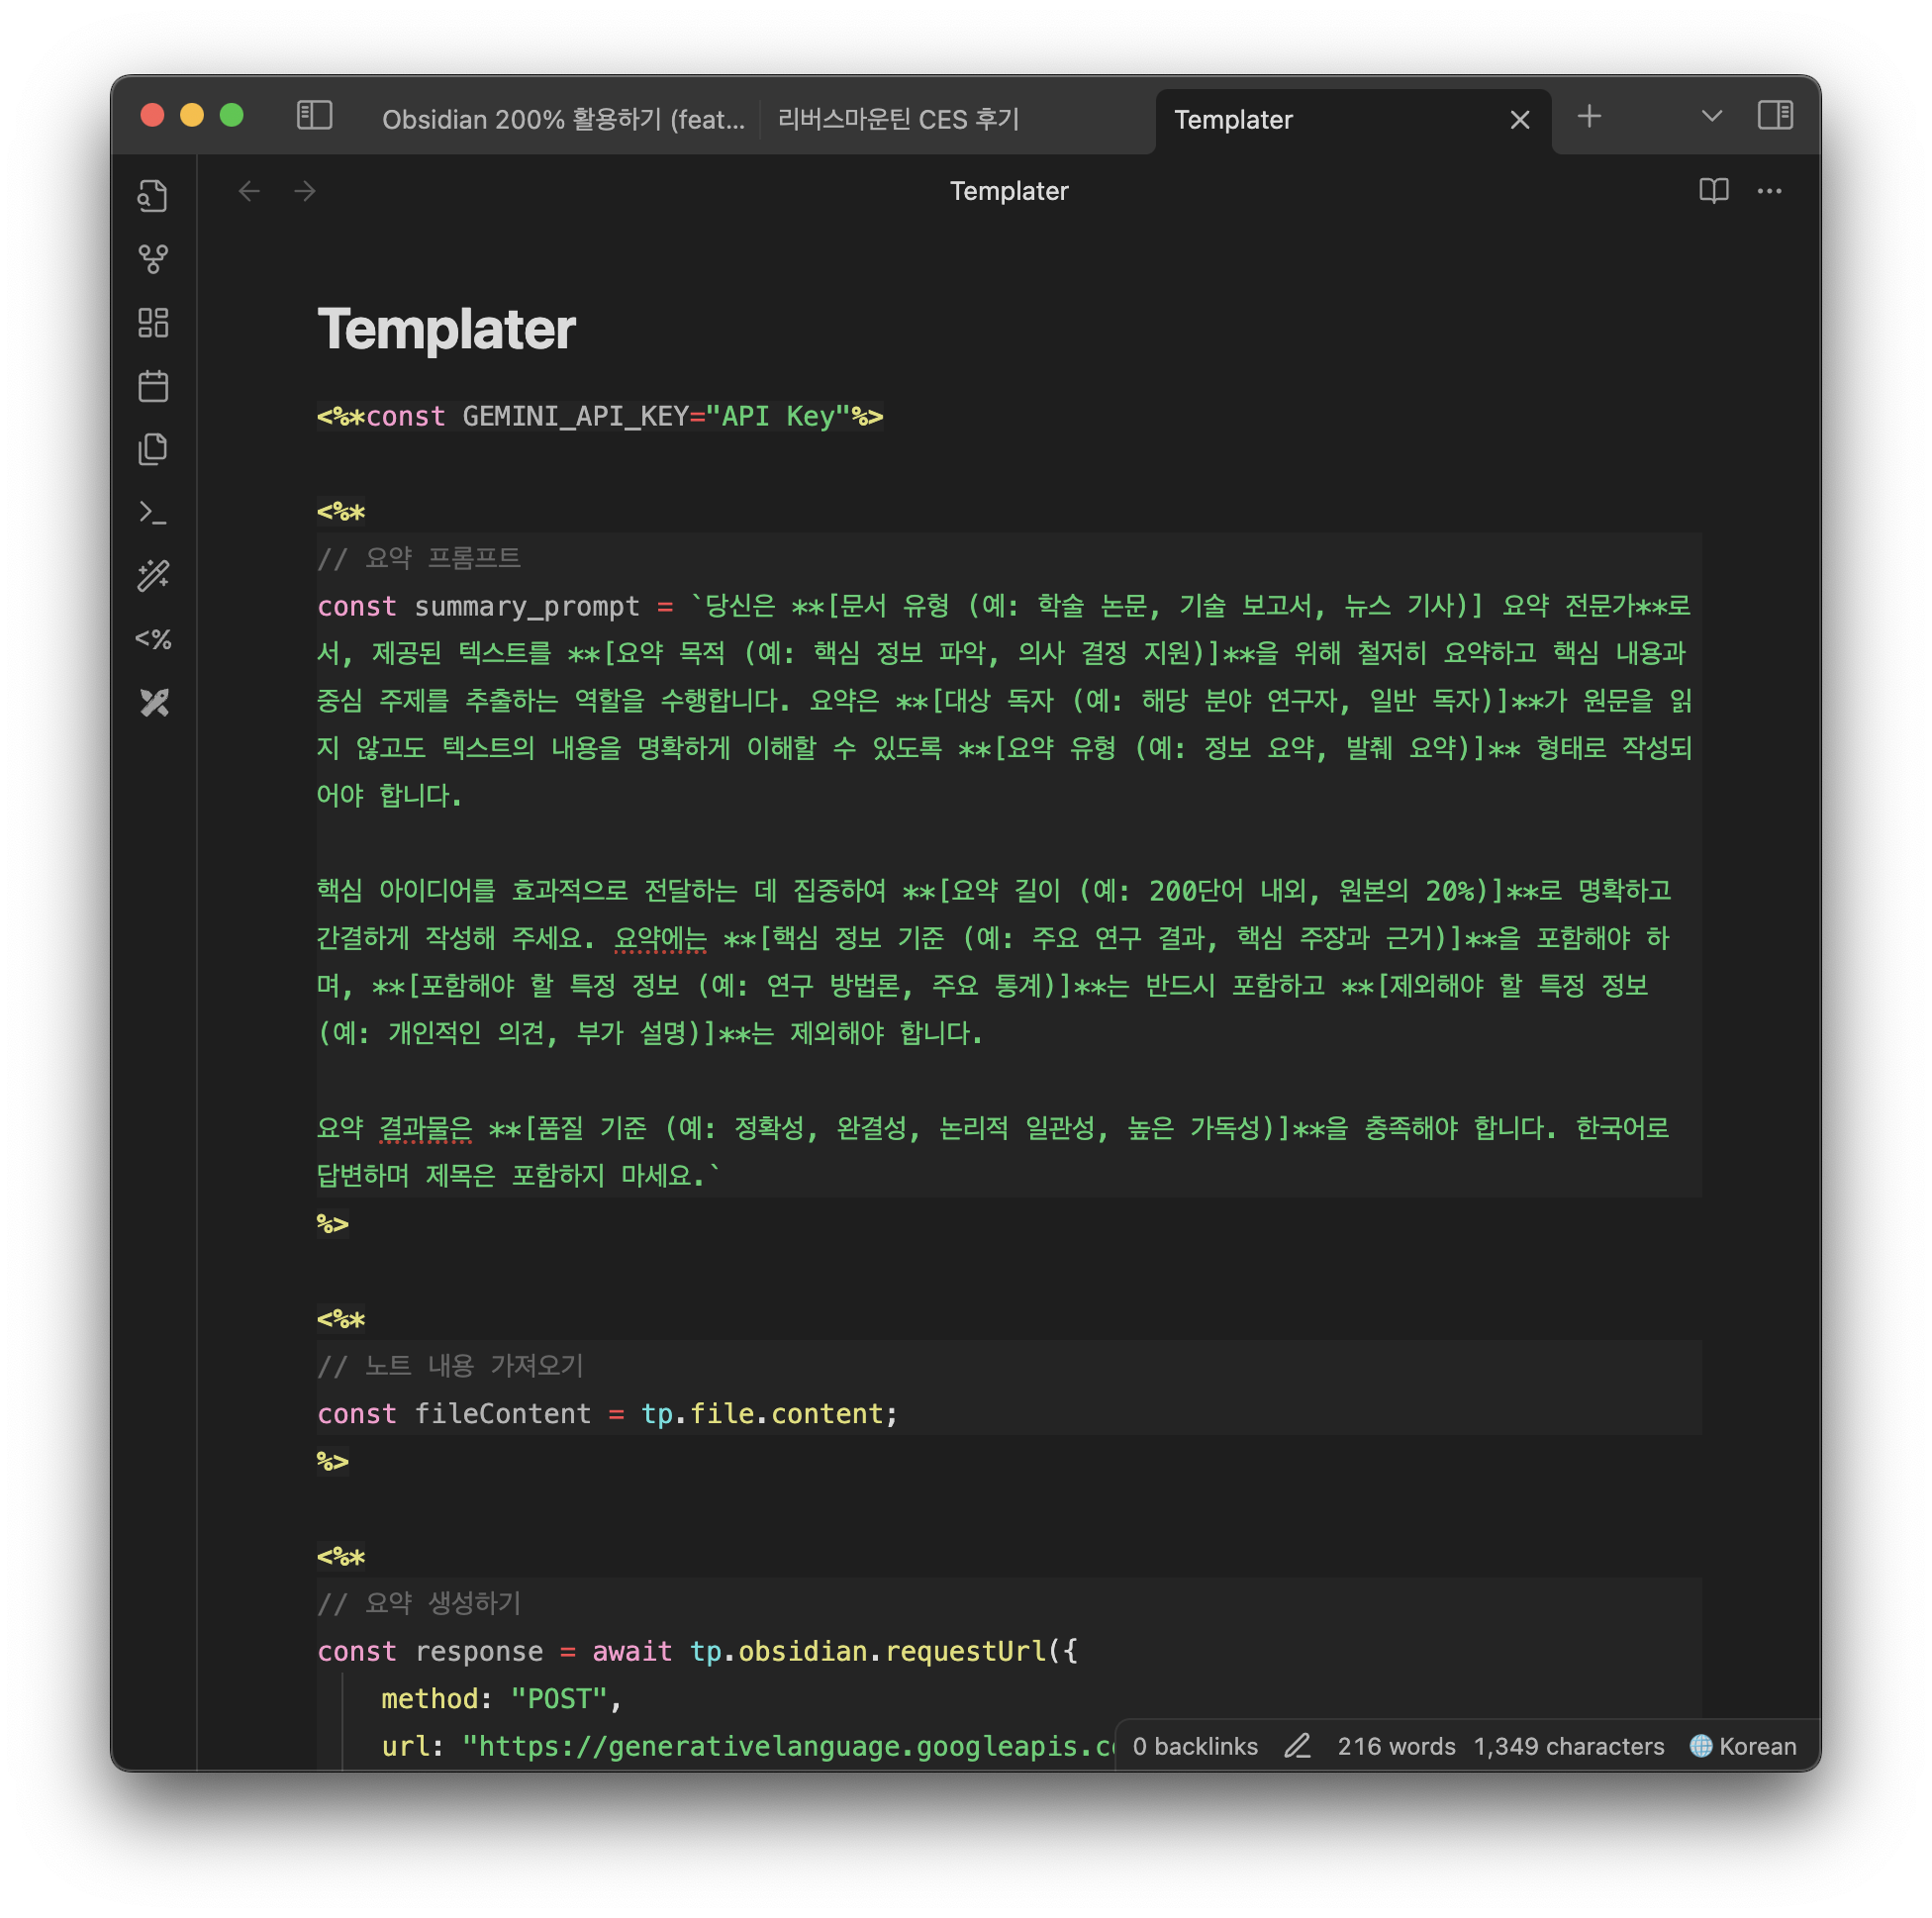 Obsidian 200% 활용하기 (feat...
리버스마운틴 CES 후기
Templater
Templater
<%
Templater
<%*const GEMINI_API_KEY="API Key"%>
<%*
// 요약 프롬프트
const summary_prompt = `당신은 **[문서 유형 (예: 학술 논문, 기술 보고서, 뉴스 기사)] 요약 전문가**로
서, 제공된 텍스트를 **[요약 목적 (예: 핵심 정보 파악, 의사 결정 지원)]**을 위해 철저히 요약하고 핵심 내용과
중심 주제를 추출하는 역할을 수행합니다. 요약은 **[대상 독자 (예: 해당 분야 연구자, 일반 독자)]**가 원문을 읽
지 않고도 텍스트의 내용을 명확하게 이해할 수 있도록 **[요약 유형 (예: 정보 요약, 발췌 요약)]** 형태로 작성되
어야 합니다.
핵심 아이디어를 효과적으로 전달하는 데 집중하여 **[요약 길이 (예: 200단어 내외, 원본의 20%)]**로 명확하고
간결하게 작성해 주세요. 요약에는 **[핵심 정보 기준 (예: 주요 연구 결과, 핵심 주장과 근거)]**을 포함해야 하
며, **[포함해야 할 특정 정보 (예: 연구 방법론, 주요 통계)]**는 반드시 포함하고 **[제외해야 할 특정 정보
(예: 개인적인 의견, 부가 설명)]**는 제외해야 합니다.
요약 결과물은 **[품질 기준 (예: 정확성, 완결성, 논리적 일관성, 높은 가독성)]**을 충족해야 합니다. 한국어로
답변하며 제목은 포함하지 마세요.`
%>
<%*
// 노트 내용 가져오기
const fileContent = tp.file.content;
%>
<%*
// 요약 생성하기
const response = await tp.obsidian.requestUrl({
method: "POST",
url: "https://generativelanguage.googleapis.c
0 backlinks
216 words
1,349 characters
Korean